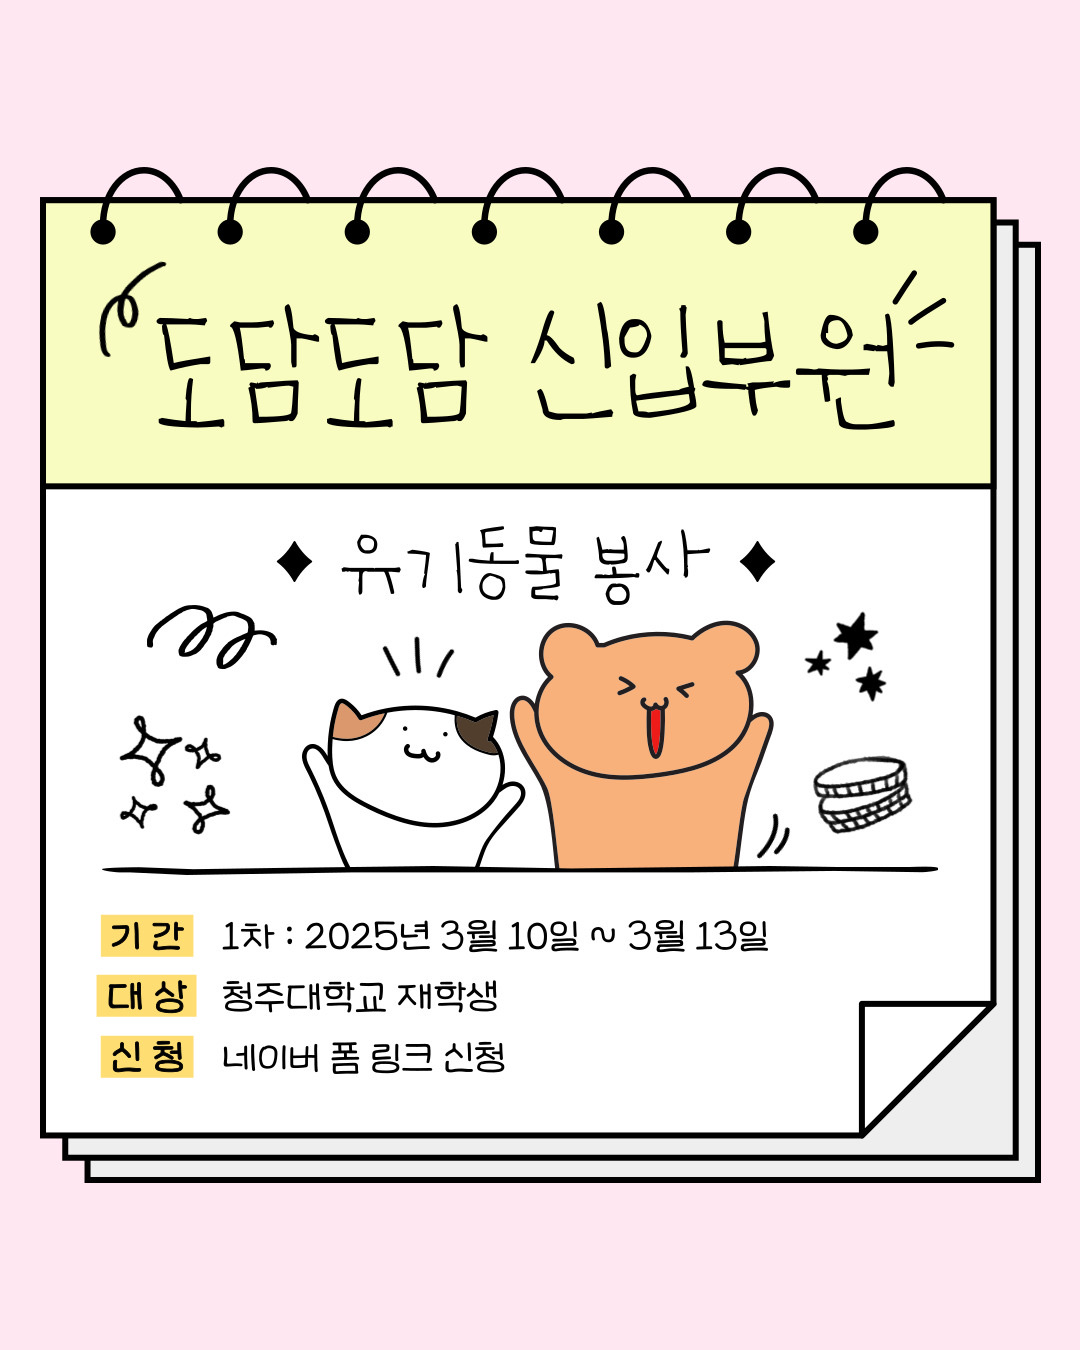 도담도담 신입부원
유기동물 봉사
기간 1차 : 2025년 3월 10일 ~ 3월 13일
대상 청주대학교 재학생
신청 네이버 폼 링크 신청